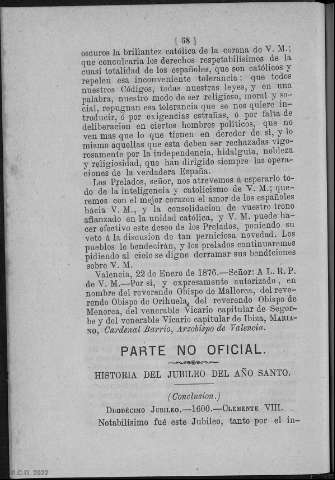 ( 68 )
oscuros la brillantez católica de la corona de V. M.;
que conculcaría los derechos respetabilísimos de la
cuasi totalidad de los españoles, que son católicos y
repelen esa inconveniente tolerancia: que todos
nuestros Códigos, todas nuestras leyes, y en una
palabra, nuestro modo de ser religioso, moral y so-
cial, repugnan esa tolerancia que se nos quiere in-
troducir, ó por exigencias estrañas, ó por falta de
deliberacion en ciertos hombres políticos, que no
ven mas que lo que tienen en derredor de sí, y lo
mismo aquellas que esta deben ser rechazadas vigo-
rosamente por la independencia, hidalguía, nobleza
y religiosidad, que han dirigido siempre las opera-
ciones de la verdadera España.
Los Prelados, señor, nos atrevemos á esperarlo to-
do de la inteligencia y catolicismo de V. M.; que-
remos con el mejor corazon el amor de los españoles
hácia V. M., y la consolidacion de vuestro trono
afianzado en la unidad católica, y V. M. puede ha-
cer efectivo este deseo de los Prelados, poniendo su
veto á la discusion de tan perniciosa novedad. Los
pueblos le bendecirán, y los prelados continuaremos
pidiendo al cielo se digne derramar sus bendiciones
sobre V. M.
Valencia, 22 de Enero de 1876.—Señor: A L. R. P.
de V. M.—Por sí, y expresamente autorizado, en
nombre del reverendo Obispo de Mallorca, del reve-
rendo Obispo de Orihuela, del reverendo Obispo de
Menorca, del venerable Vicario capitular de Segor-
be y del venerable Vicario capitular de Ibiza, MARIA-
NO, Cardenal Barrio, Arzobispo de Valencia.
PARTE NO OFICIAL.
HISTORIA DEL JUBILEO DEL AÑO SANTO.
(Conclusion.)
DUODÉCIMO JUBILEO.—1600.—CLEMENTE VIII.
Notabilísimo fué este Jubileo, tanto por el in-